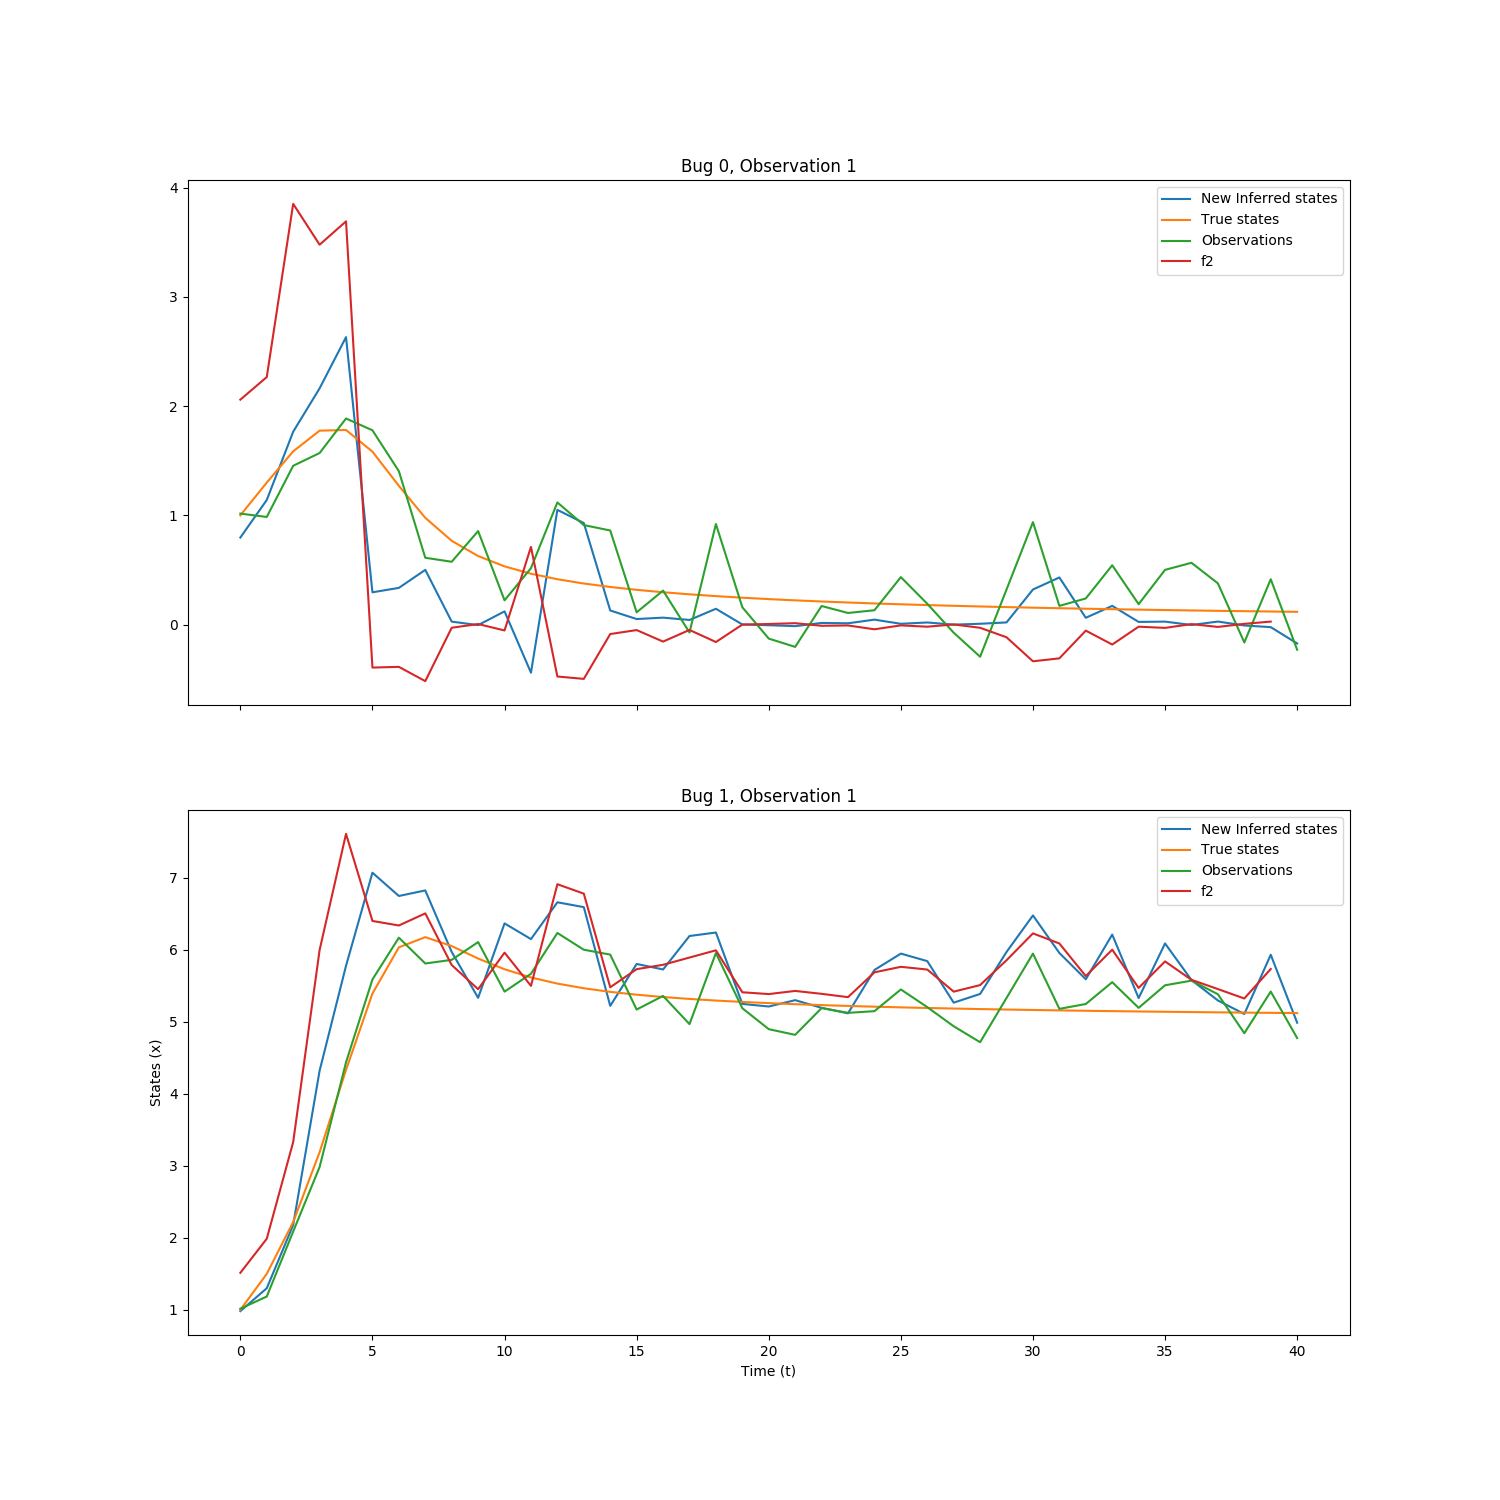 Bug 0, Observation 1
4
3
2
1
0
New Inferred states
True states
Observations
f2
Bug 1, Observation 1
States (x)
7
6
5
4
3
2
1
New Inferred states
True states
Observations
f2
0 5 10 15 20 25 30 35 40
Time (t)